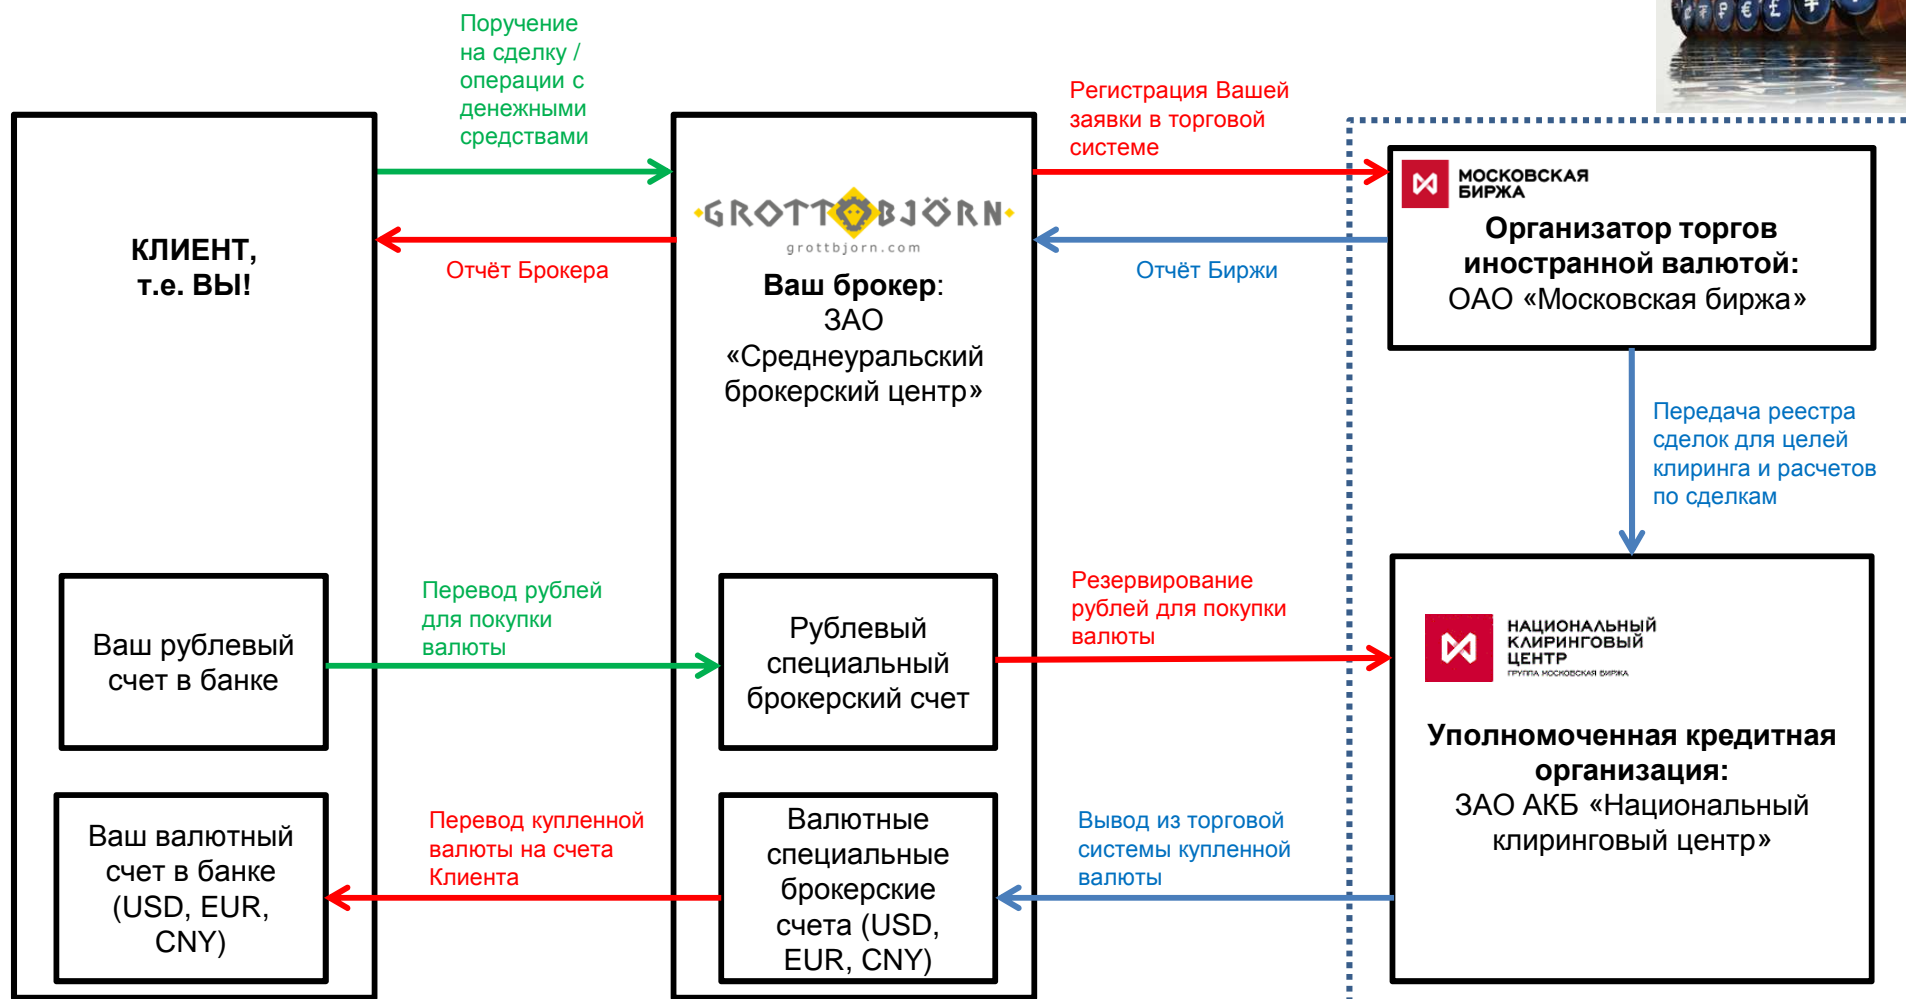 Поручение
на сделку /
операции с
денежными
средствами
Регистрация Вашей
заявки в торговой
системе
КЛИЕНТ,
т.е. ВЫ!
Отчёт Брокера
GROTTBJÖRN
grottbjorn.com
Ваш брокер:
ЗАО
«Среднеуральский
брокерский центр»
Отчёт Биржи
МОСКОВСКАЯ
БИРЖА
Организатор торгов
иностранной валютой:
ОАО «Московская биржа»
Передача реестра
сделок для целей
клиринга и расчетов
по сделкам
Ваш рублевый
счет в банке
Перевод рублей
для покупки
валюты
Рублевый
специальный
брокерский счет
Резервирование
рублей для покупки
валюты
НАЦИОНАЛЬНЫЙ
КЛИРИНГОВЫЙ
ЦЕНТР
ГРУППА МОСКОВСКАЯ БИРЖА
Уполномоченная кредитная
организация:
ЗАО АКБ «Национальный
клиринговый центр»
Ваш валютный
счет в банке
(USD, EUR,
CNY)
Перевод купленной
валюты на счета
Клиента
Валютные
специальные
брокерские
счета (USD,
EUR, CNY)
Вывод из торговой
системы купленной
валюты